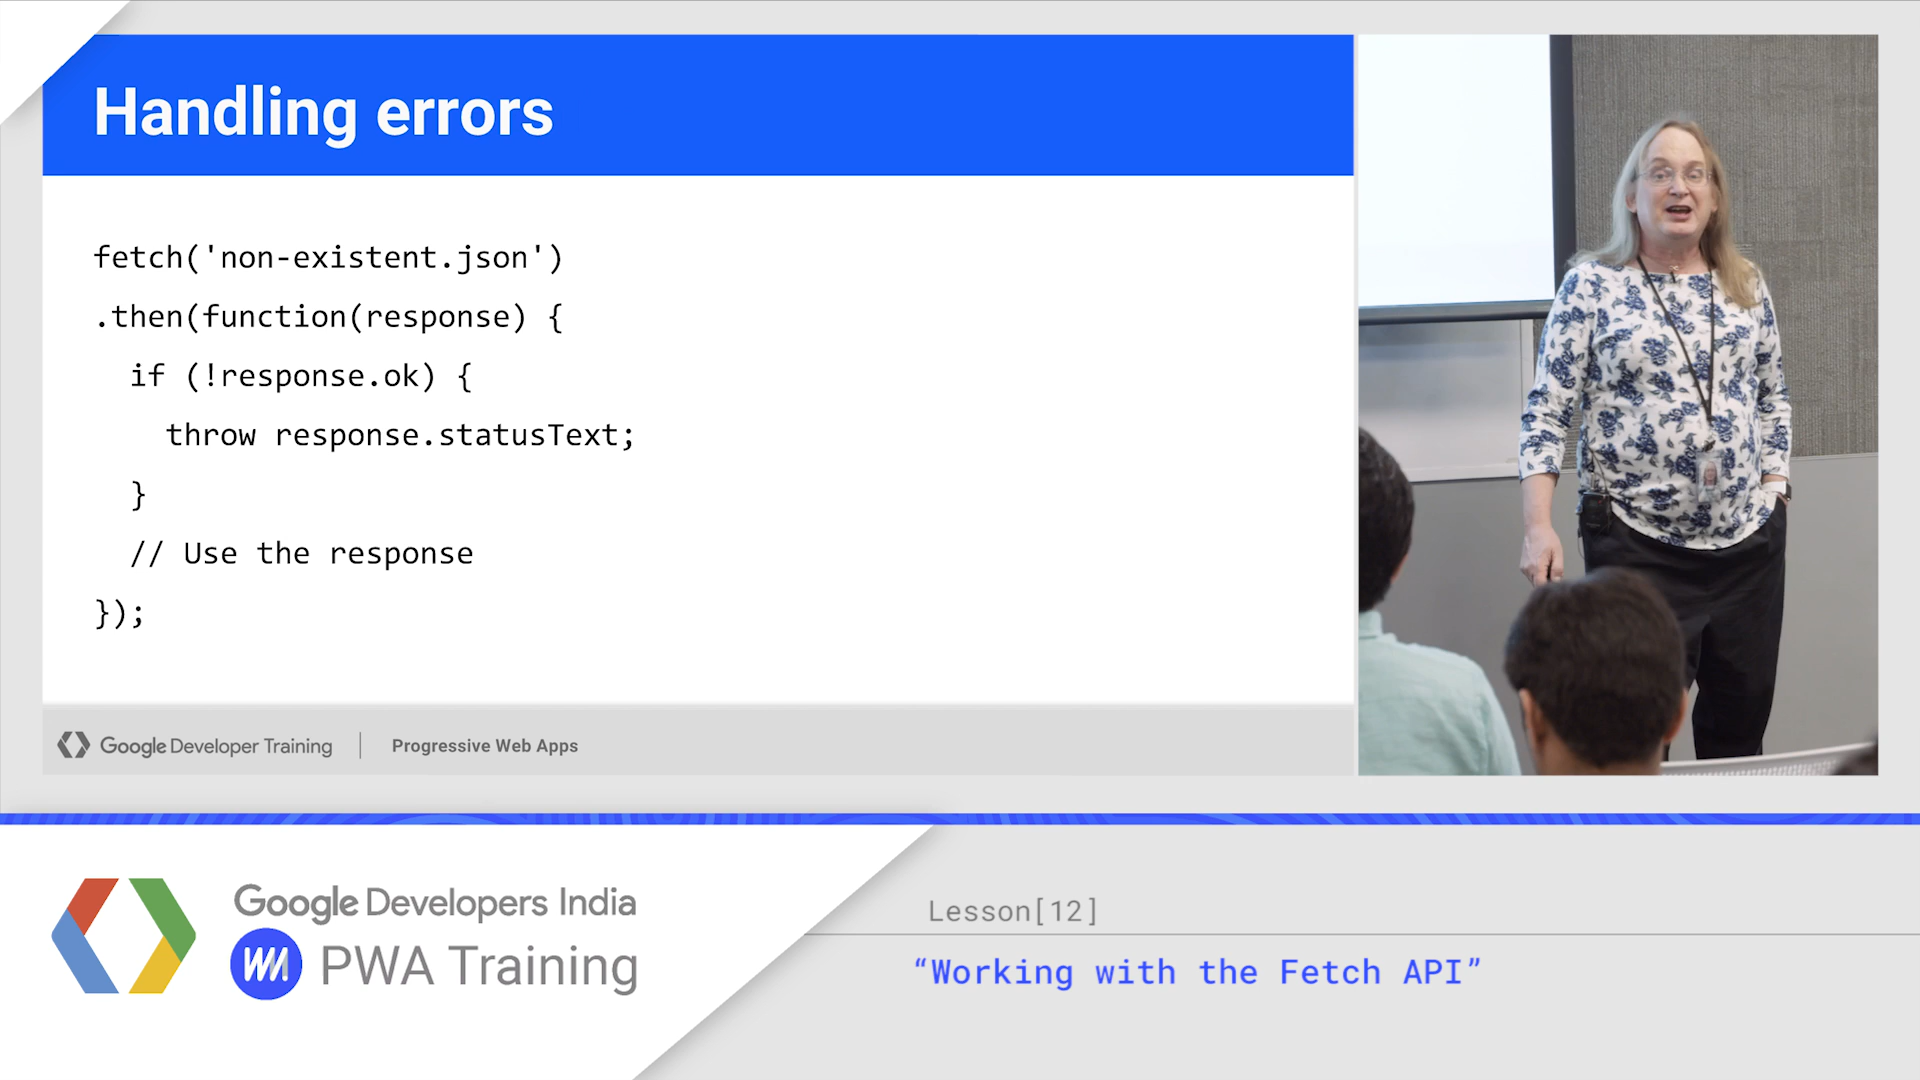 Handling errors
fetch('non-existent.json')
.then(function(response) {
  if (!response.ok) {
    throw response.statusText;
  }
  // Use the response
});
Google Developer Training | Progressive Web Apps
Google Developers India
PWA Training
Lesson[12]
“Working with the Fetch API”